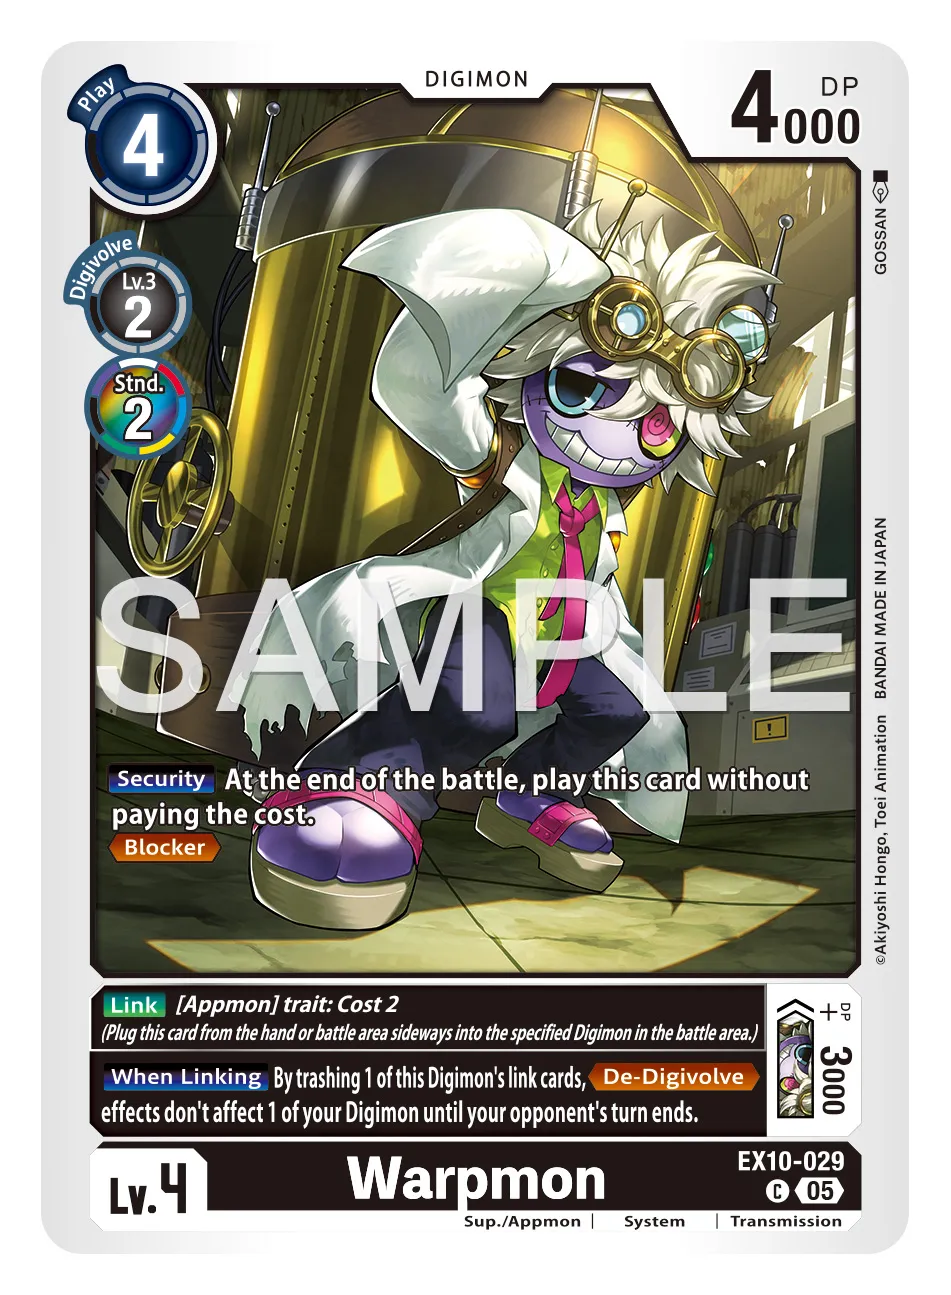 DIGIMON
Play
4
4000
DP
GOSSAN
Digivolve
Lv.3
2
Stnd.
2
SAMPLE
BANDAI MADE IN JAPAN
©Akiyoshi Hongo, Toei Animation
Security At the end of the battle, play this card without
paying the cost.
Blocker
Link [Appmon] trait: Cost 2
(Plug this card from the hand or battle area sideways into the specified Digimon in the battle area.)
When Linking By trashing 1 of this Digimon's link cards, De-Digivolve
effects don't affect 1 of your Digimon until your opponent's turn ends.
DP
+3000
Lv.4
Warpmon
EX10-029
C 05
Sup./Appmon | System | Transmission